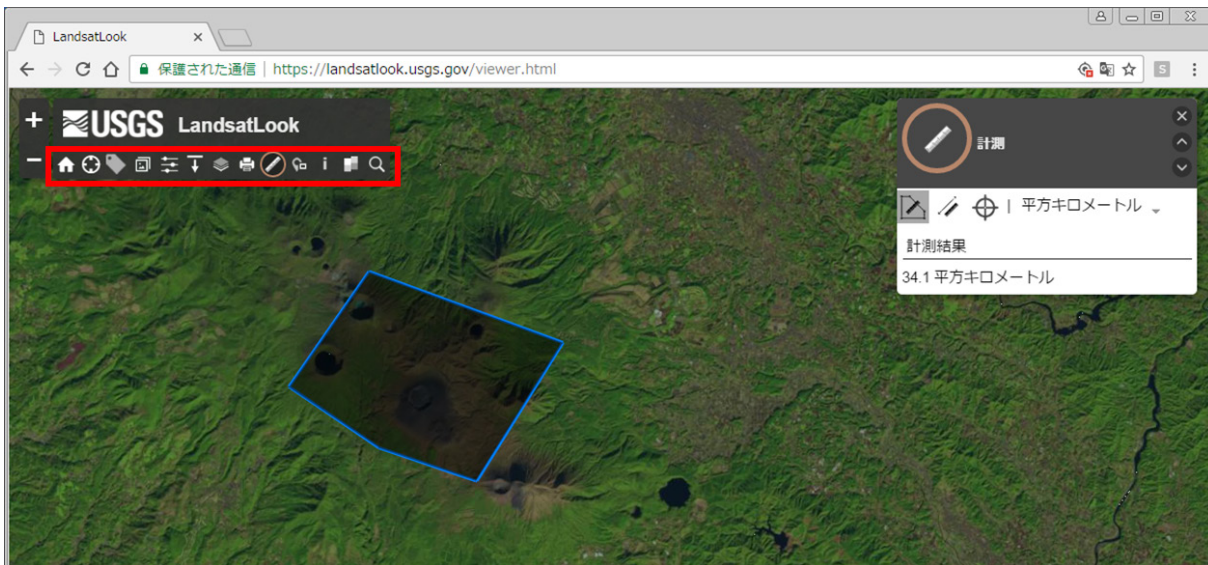 LandsatLook
保護された通信 | https://landsatlook.usgs.gov/viewer.html
S
USGS LandsatLook
計測
平方キロメートル
計測結果
34.1 平方キロメートル